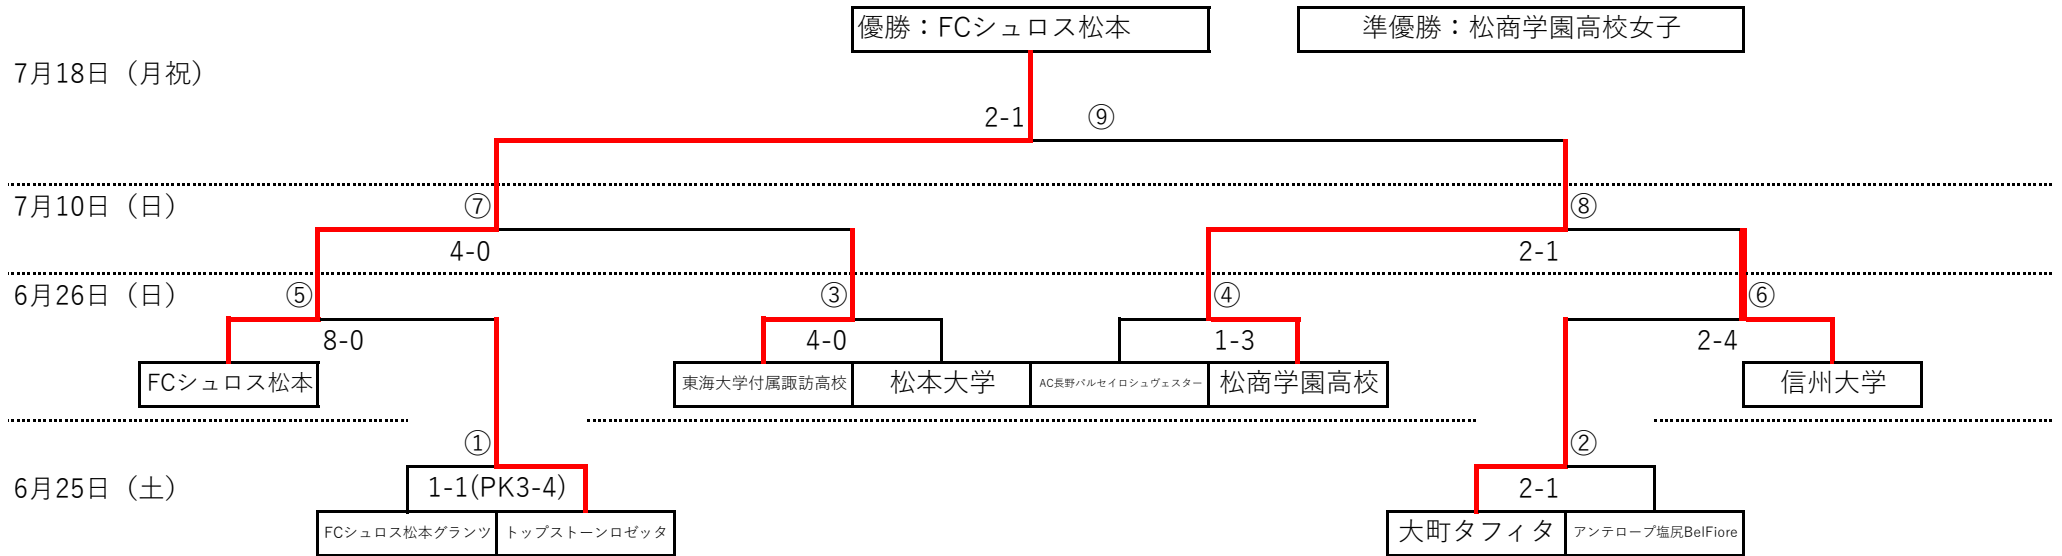 優勝：FCシュロス松本
準優勝：松商学園高校女子
7月18日（月祝）
2-1
⑨
7月10日（日）
⑦
⑧
4-0
2-1
6月26日（日）
⑤
③
④
⑥
8-0
4-0
1-3
2-4
FCシュロス松本
東海大学付属諏訪高校
松本大学
AC長野パルセイロシュヴェスター
松商学園高校
信州大学
①
②
6月25日（土）
1-1(PK3-4)
2-1
FCシュロス松本グランツ
トップストーンロゼッタ
大町タフィタ
アンテロープ塩尻BelFiore